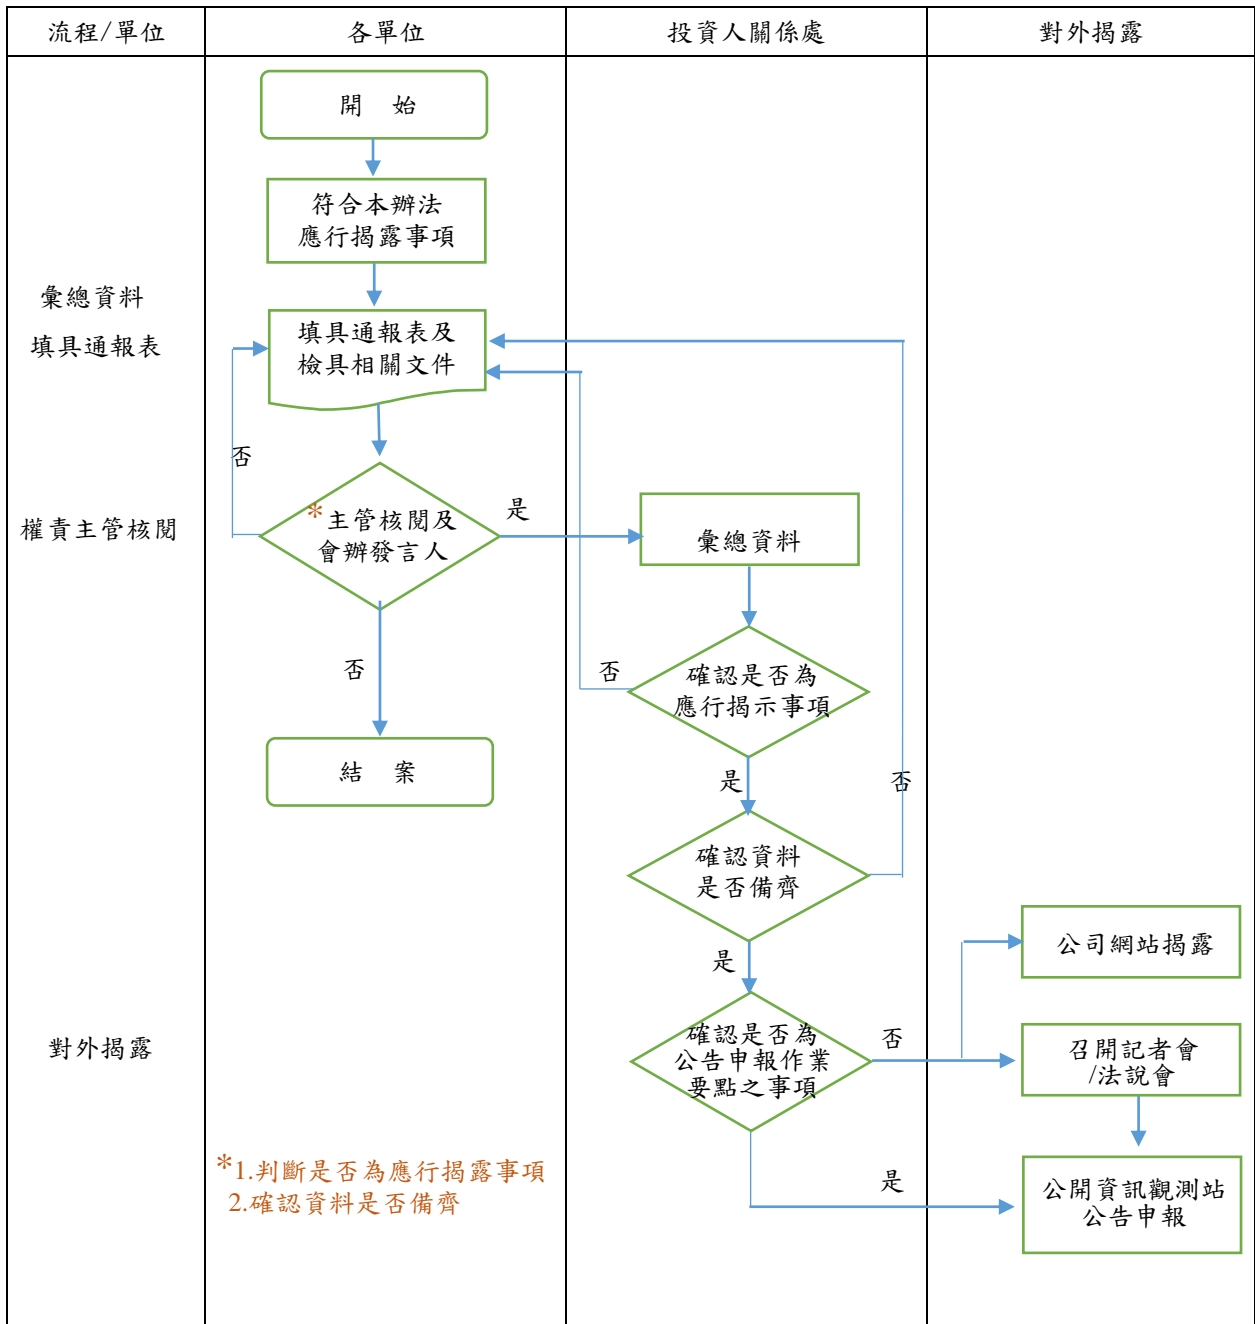 流程/單位
各單位
投資人關係處
對外揭露
開 始
符合本辦法
應行揭露事項
彙總資料
填具通報表
填具通報表及
檢具相關文件
否
權責主管核閱
*主管核閱及
會辦發言人
是
彙總資料
否
否
確認是否為
應行揭示事項
結 案
是
否
確認資料
是否備齊
是
公司網站揭露
對外揭露
確認是否為
公告申報作業
要點之事項
否
召開記者會
/法說會
*1.判斷是否為應行揭露事項
2.確認資料是否備齊
是
公開資訊觀測站
公告申報